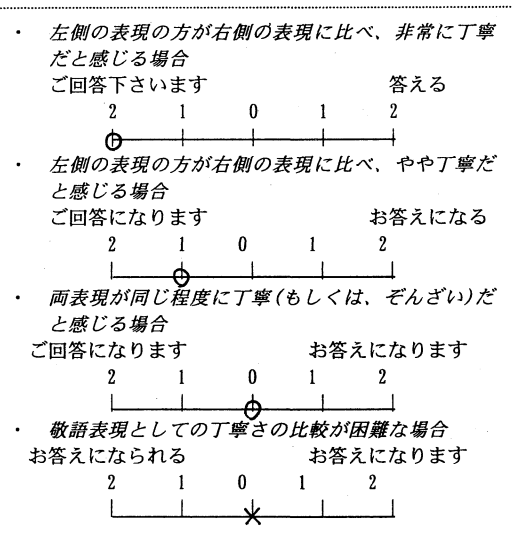 ・ 左側の表現の方が右側の表現に比べ、非常に丁寧
だと感じる場合
ご回答下さいます 答える
2 1 0 1 2
・ 左側の表現の方が右側の表現に比べ、やや丁寧だ
と感じる場合
ご回答になります お答えになる
2 1 0 1 2
・ 両表現が同じ程度に丁寧(もしくは、ぞんざい)だ
と感じる場合
ご回答になります お答えになります
2 1 0 1 2
・ 敬語表現としての丁寧さの比較が困難な場合
お答えになられる お答えになります
2 1 0 1 2